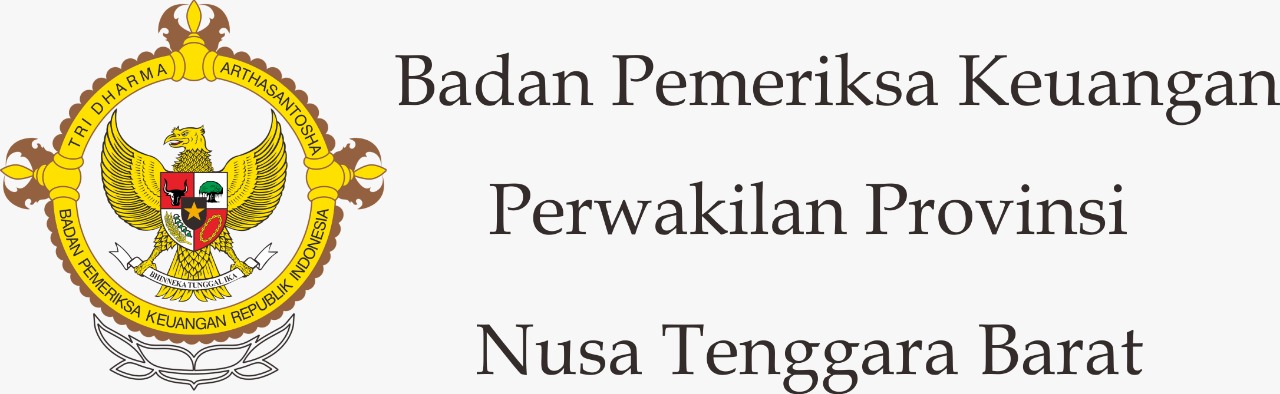 TRI DHARMA ARTHASANTOSHA
BHINNEKA TUNGGAL IKA
BADAN PEMERIKSA KEUANGAN REPUBLIK INDONESIA
Badan Pemeriksa Keuangan
Perwakilan Provinsi
Nusa Tenggara Barat